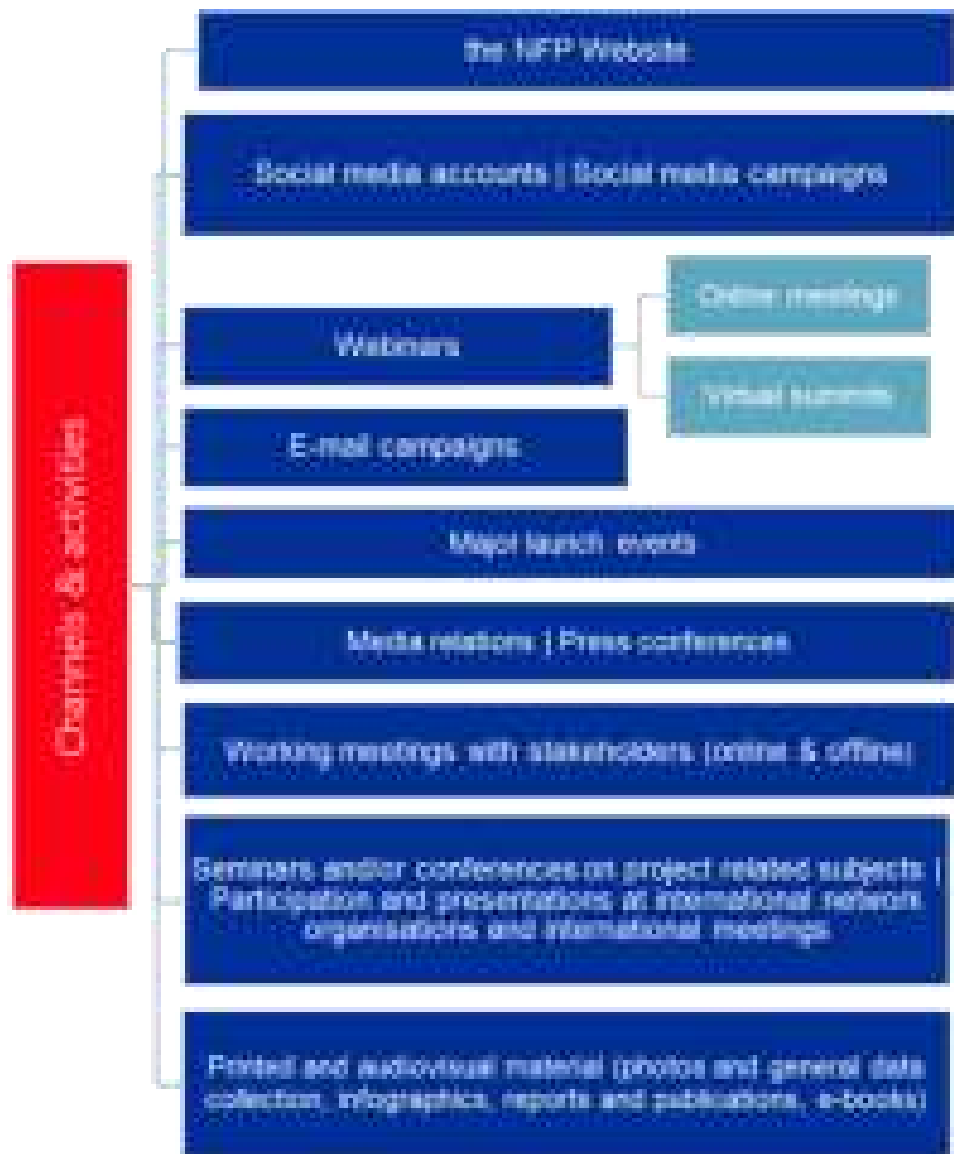 Channels & activities
the NFP Website
Social media accounts | Social media campaigns
Webinars
Online meetings
Virtual summits
E-mail campaigns
Major launch events
Media relations | Press conferences
Working meetings with stakeholders (online & offline)
Seminars and/or conferences on project related subjects |
Participation and presentations at international network
organisations and international meetings
Printed and audiovisual material (photos and general data
collection, infographics, reports and publications, e-books)